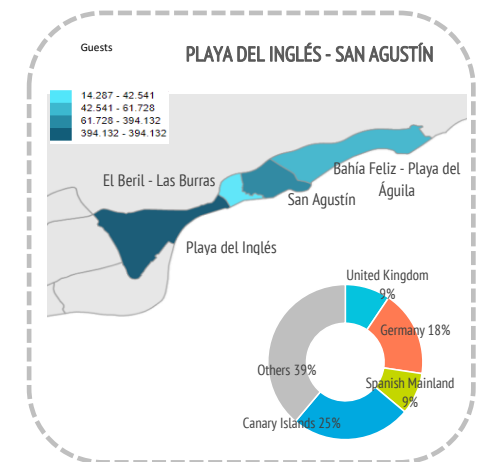 Guests
PLAYA DEL INGLÉS - SAN AGUSTÍN
14.287 - 42.541
42.541 - 61.728
61.728 - 394.132
394.132 - 394.132
El Beril - Las Burras
Bahía Feliz - Playa del
Águila
San Agustín
Playa del Inglés
United Kingdom
9%
Germany 18%
Spanish Mainland
9%
Others 39%
Canary Islands 25%